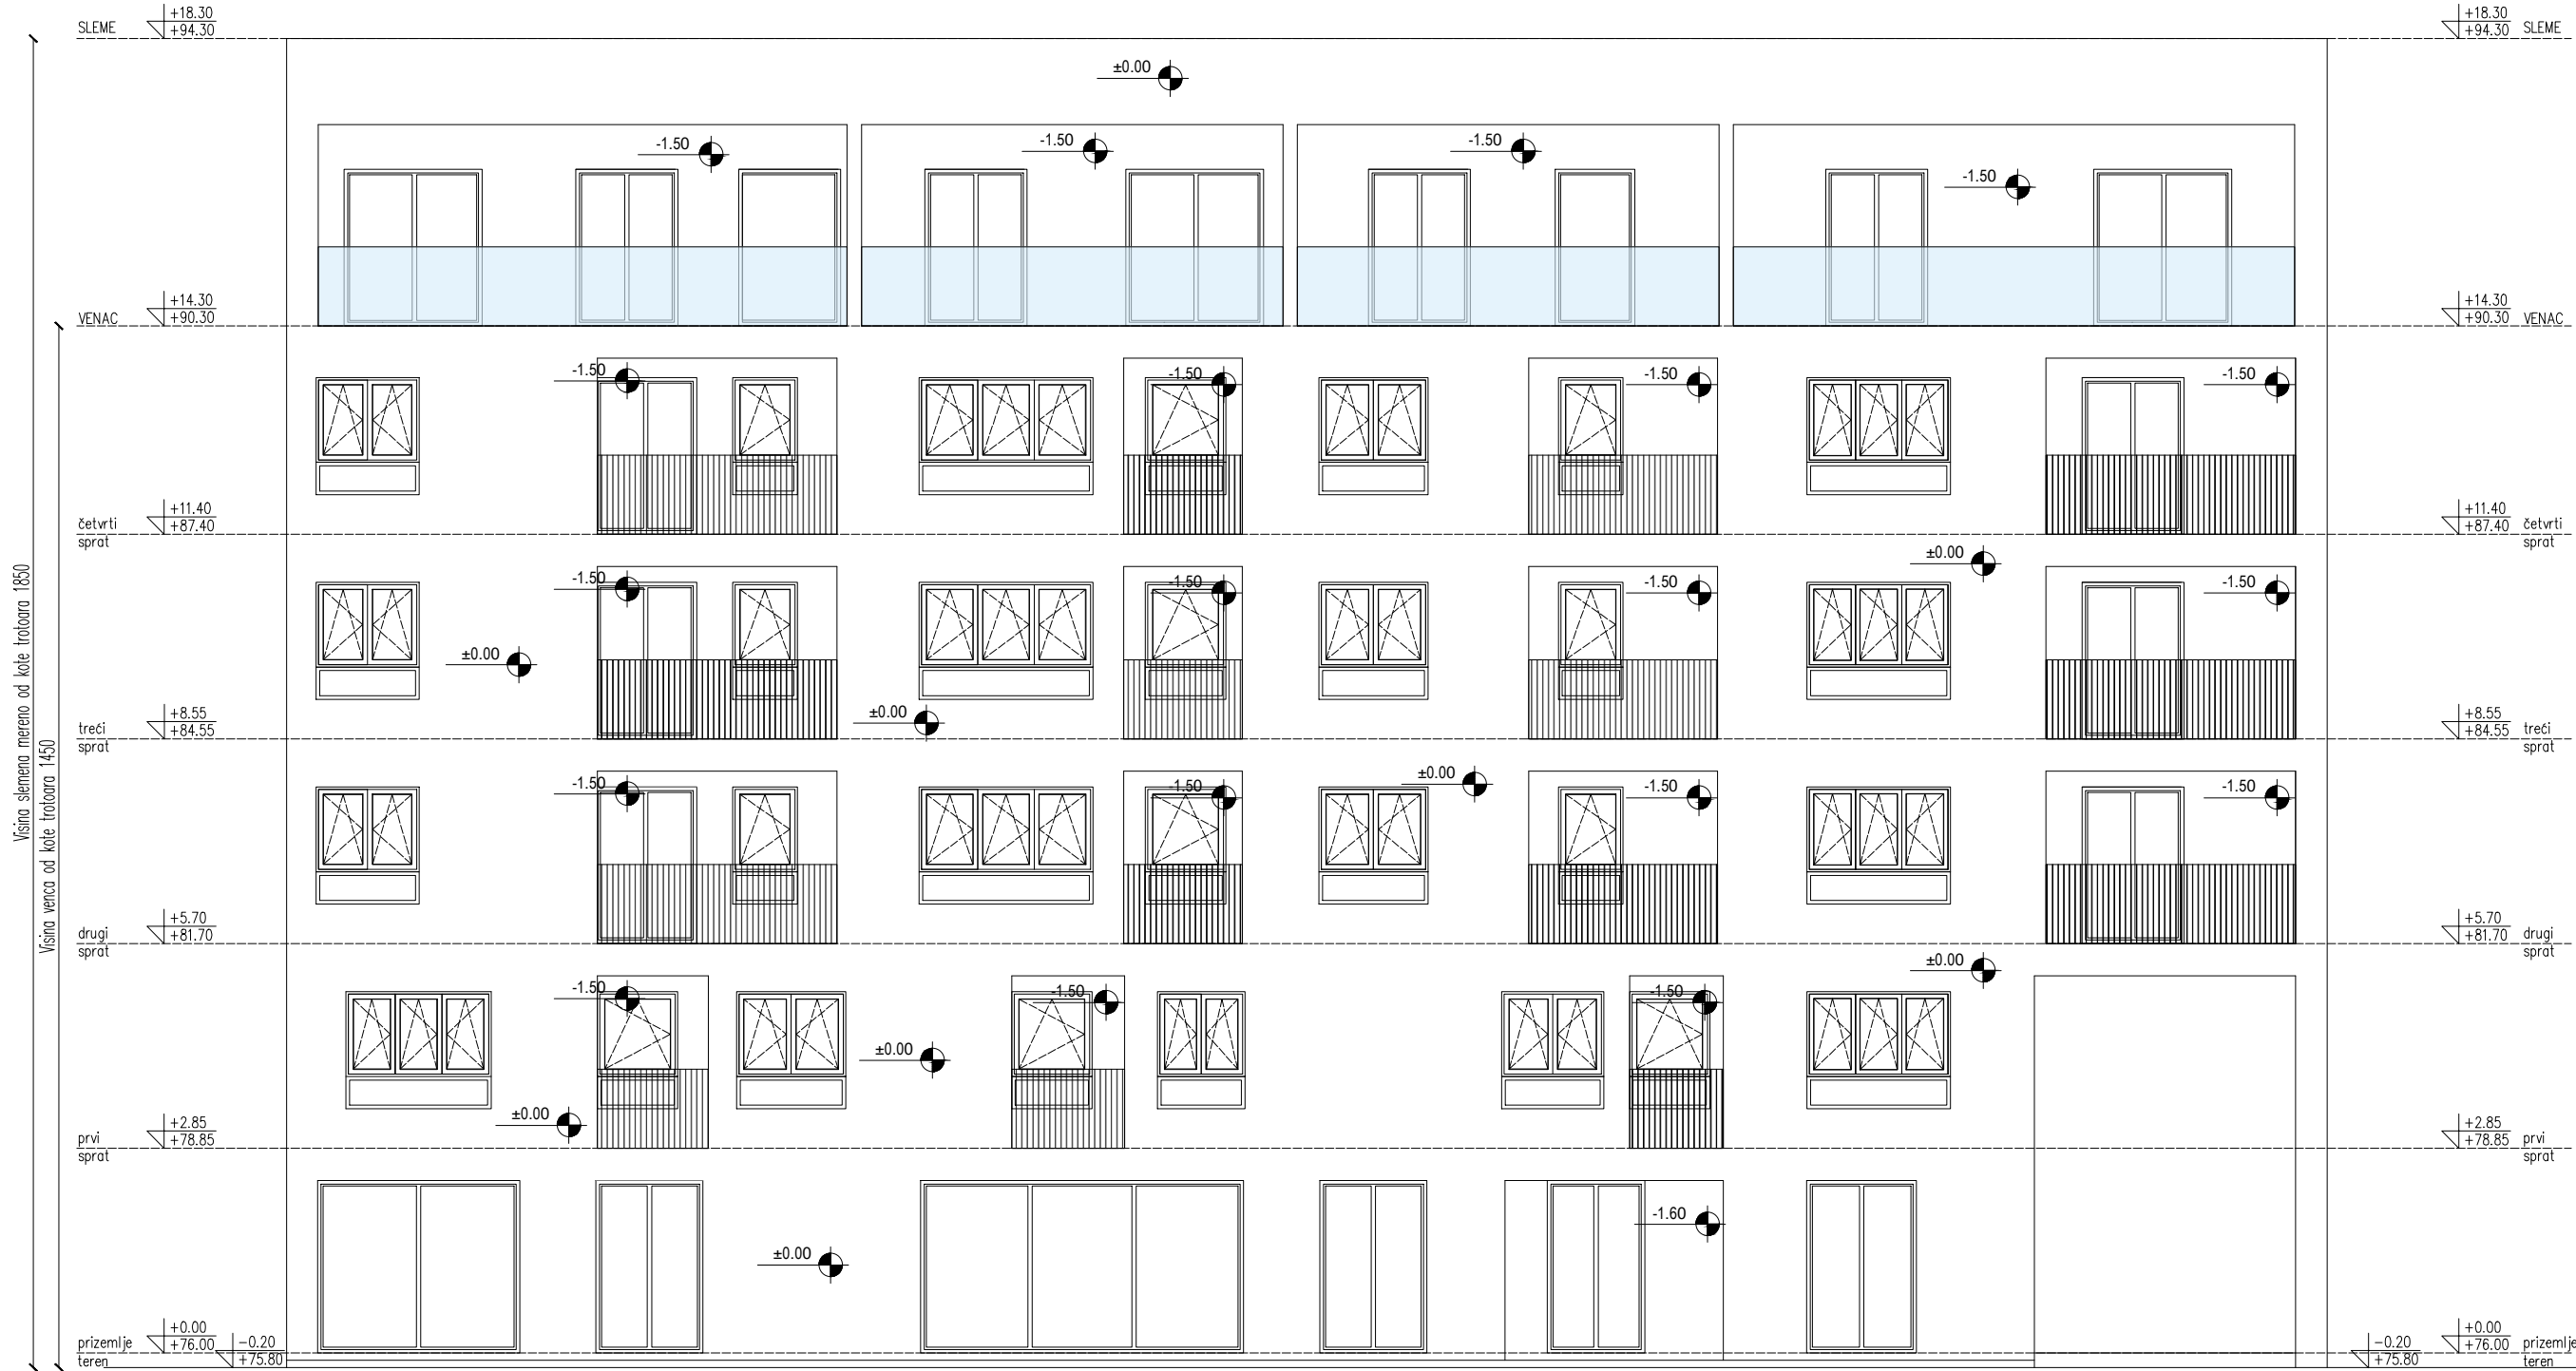 +18.30
SLEME +94.30
+18.30
+94.30 SLEME
±0.00
-1.50
-1.50
-1.50
-1.50
+14.30
VENAC +90.30
+14.30
+90.30 VENAC
-1.50
-1.50
-1.50
-1.50
+11.40
četvrti +87.40
sprat
+11.40
+87.40 četvrti
sprat
±0.00
-1.50
-1.50
-1.50
-1.50
±0.00
±0.00
+8.55
treći +84.55
sprat
+8.55
+84.55 treći
sprat
Visina slemena mereno od kote trotoara 1850
Visina venca od kote trotoara 1450
±0.00
-1.50
-1.50
-1.50
-1.50
+5.70
drugi +81.70
sprat
+5.70
+81.70 drugi
sprat
±0.00
-1.50
-1.50
-1.50
±0.00
±0.00
+2.85
prvi +78.85
sprat
+2.85
+78.85 prvi
sprat
-1.60
±0.00
+0.00
prizemlje +76.00 -0.20
teren +75.80
+0.00
-0.20 +76.00 prizemlje
+75.80 teren